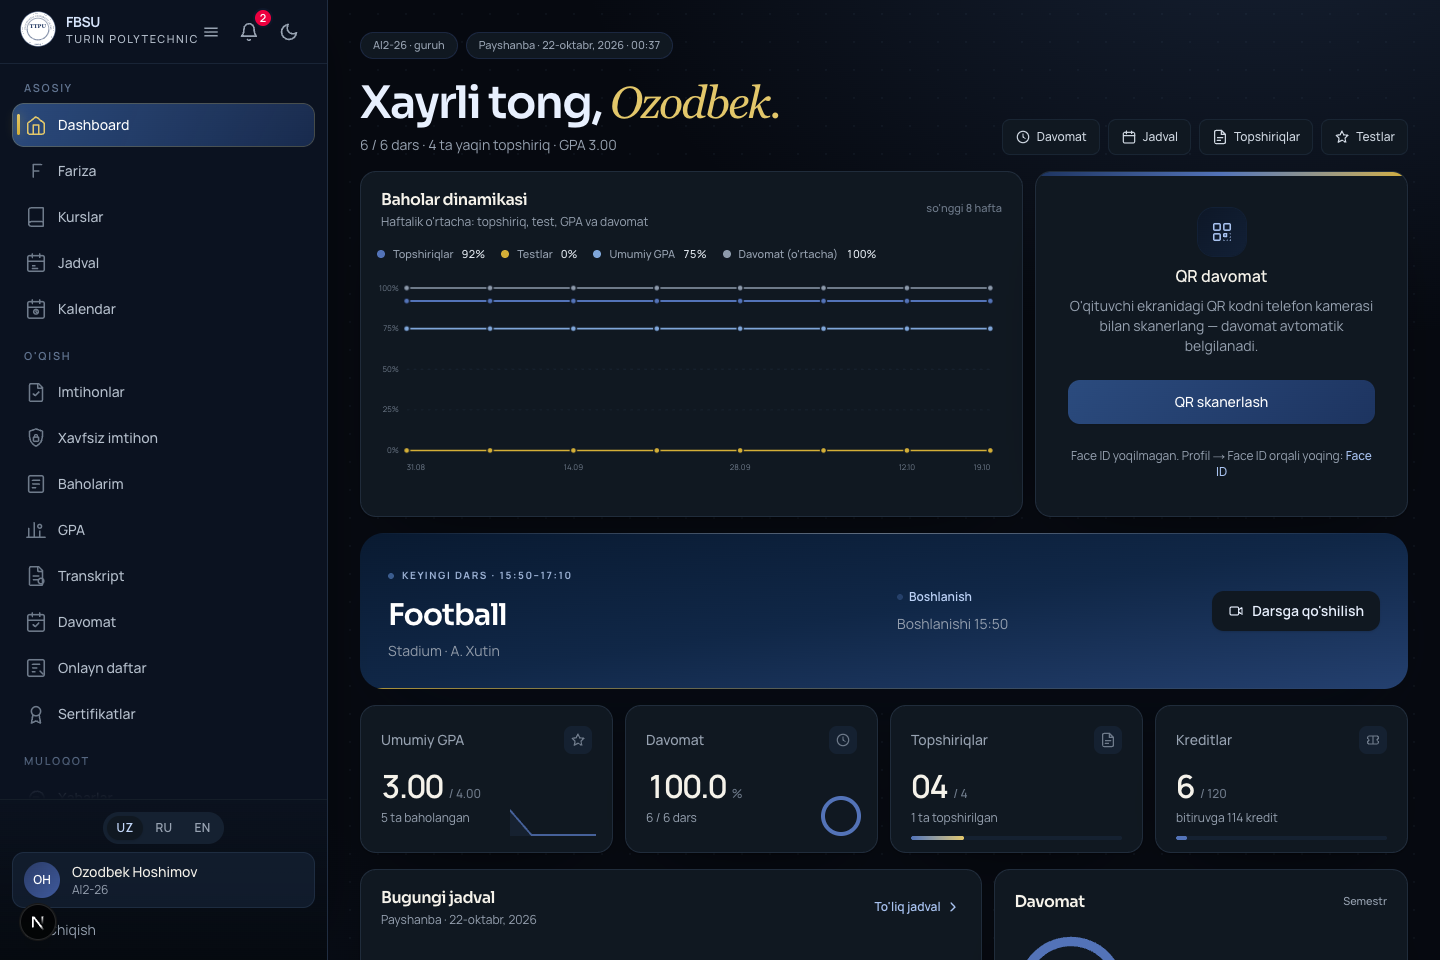 TTPU
FBSU
TURIN POLYTECHNIC
2
ASOSIY
Dashboard
Fariza
Kurslar
Jadval
Kalendar
O'QISH
Imtihonlar
Xavfsiz imtihon
Baholarim
GPA
Transkript
Davomat
Onlayn daftar
Sertifikatlar
MULOQOT
UZ RU EN
OH
Ozodbek Hoshimov
AI2-26
N
hiqish
AI2-26 · guruh
Payshanba · 22-oktabr, 2026 · 00:37
Xayrli tong, Ozodbek.
6 / 6 dars · 4 ta yaqin topshiriq · GPA 3.00
Davomat
Jadval
Topshiriqlar
Testlar
Baholar dinamikasi
Haftalik o'rtacha: topshiriq, test, GPA va davomat
so'nggi 8 hafta
Topshiriqlar 92% Testlar 0% Umumiy GPA 75% Davomat (o'rtacha) 100%
100%
75%
50%
25%
0%
31.08 14.09 28.09 12.10 19.10
QR davomat
O'qituvchi ekranidagi QR kodni telefon kamerasi
bilan skanerlang — davomat avtomatik
belgilanadi.
QR skanerlash
Face ID yoqilmagan. Profil → Face ID orqali yoqing: Face
ID
KEYINGI DARS · 15:50–17:10
Football
Stadium · A. Xutin
Boshlanish
Boshlanishi 15:50
Darsga qo'shilish
Umumiy GPA
3.00 / 4.00
5 ta baholangan
Davomat
100.0 %
6 / 6 dars
Topshiriqlar
04 / 4
1 ta topshirilgan
Kreditlar
6 / 120
bitiruvga 114 kredit
Bugungi jadval
Payshanba · 22-oktabr, 2026
To'liq jadval
Davomat
Semestr